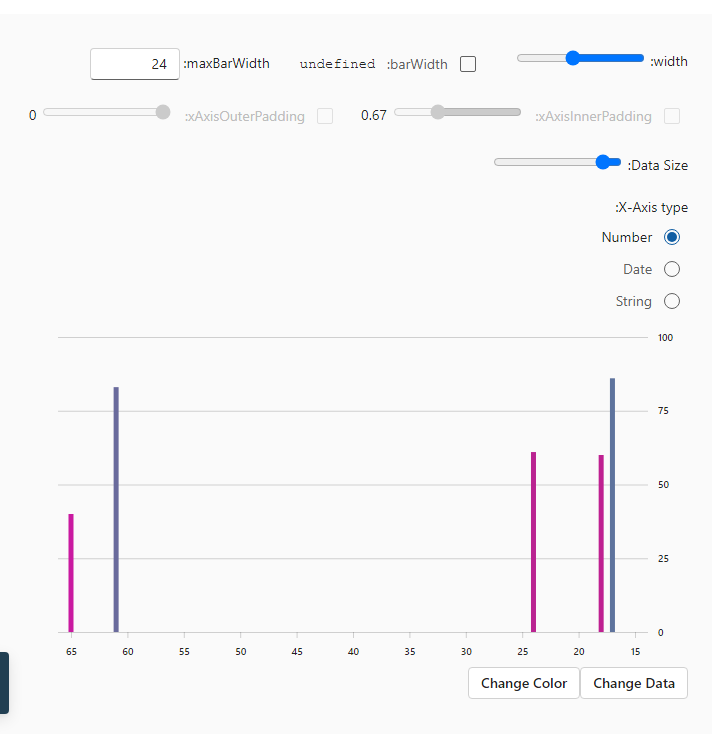 width:
barWidth: undefined
maxBarWidth: 24
xAxisInnerPadding: 0.67
xAxisOuterPadding: 0
Data Size:
X-Axis type:
Number
Date
String
100
75
50
25
0
65 60 55 50 45 40 35 30 25 20 15
Change Color Change Data